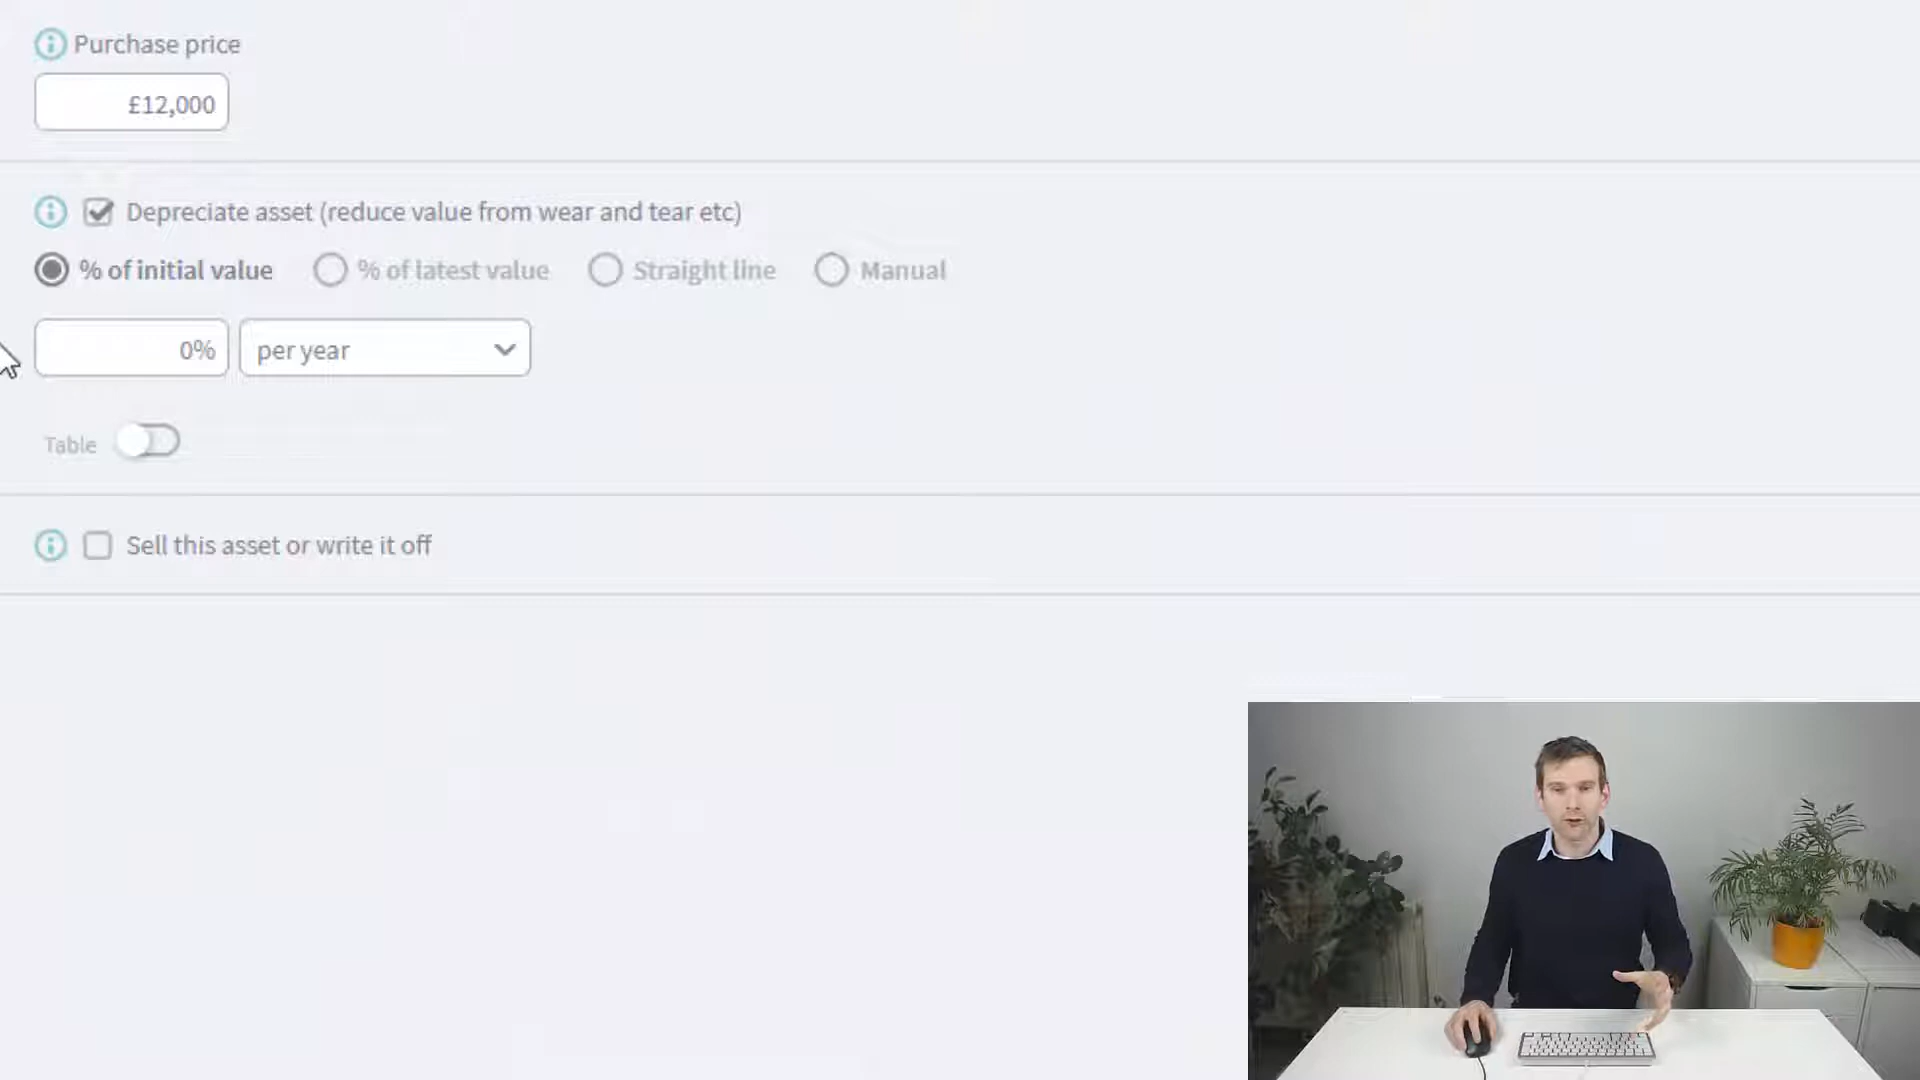 Purchase price
£12,000
Depreciate asset (reduce value from wear and tear etc)
% of initial value % of latest value Straight line Manual
0% per year
Table
Sell this asset or write it off